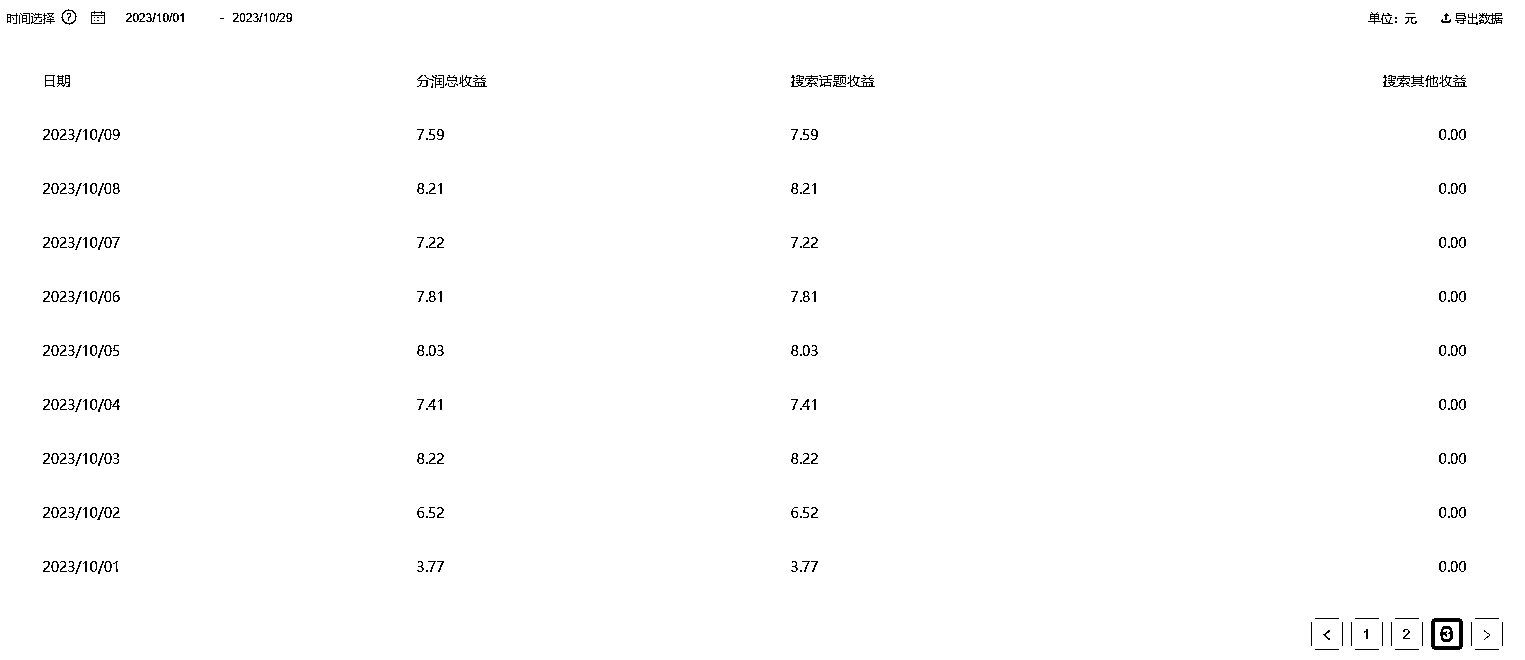 时间选择 ? 2023/10/01 - 2023/10/29 单位：元 导出数据
日期 分润总收益 搜索话题收益 搜索其他收益
2023/10/09 7.59 7.59 0.00
2023/10/08 8.21 8.21 0.00
2023/10/07 7.22 7.22 0.00
2023/10/06 7.81 7.81 0.00
2023/10/05 8.03 8.03 0.00
2023/10/04 7.41 7.41 0.00
2023/10/03 8.22 8.22 0.00
2023/10/02 6.52 6.52 0.00
2023/10/01 3.77 3.77 0.00
< 1 2 3 >